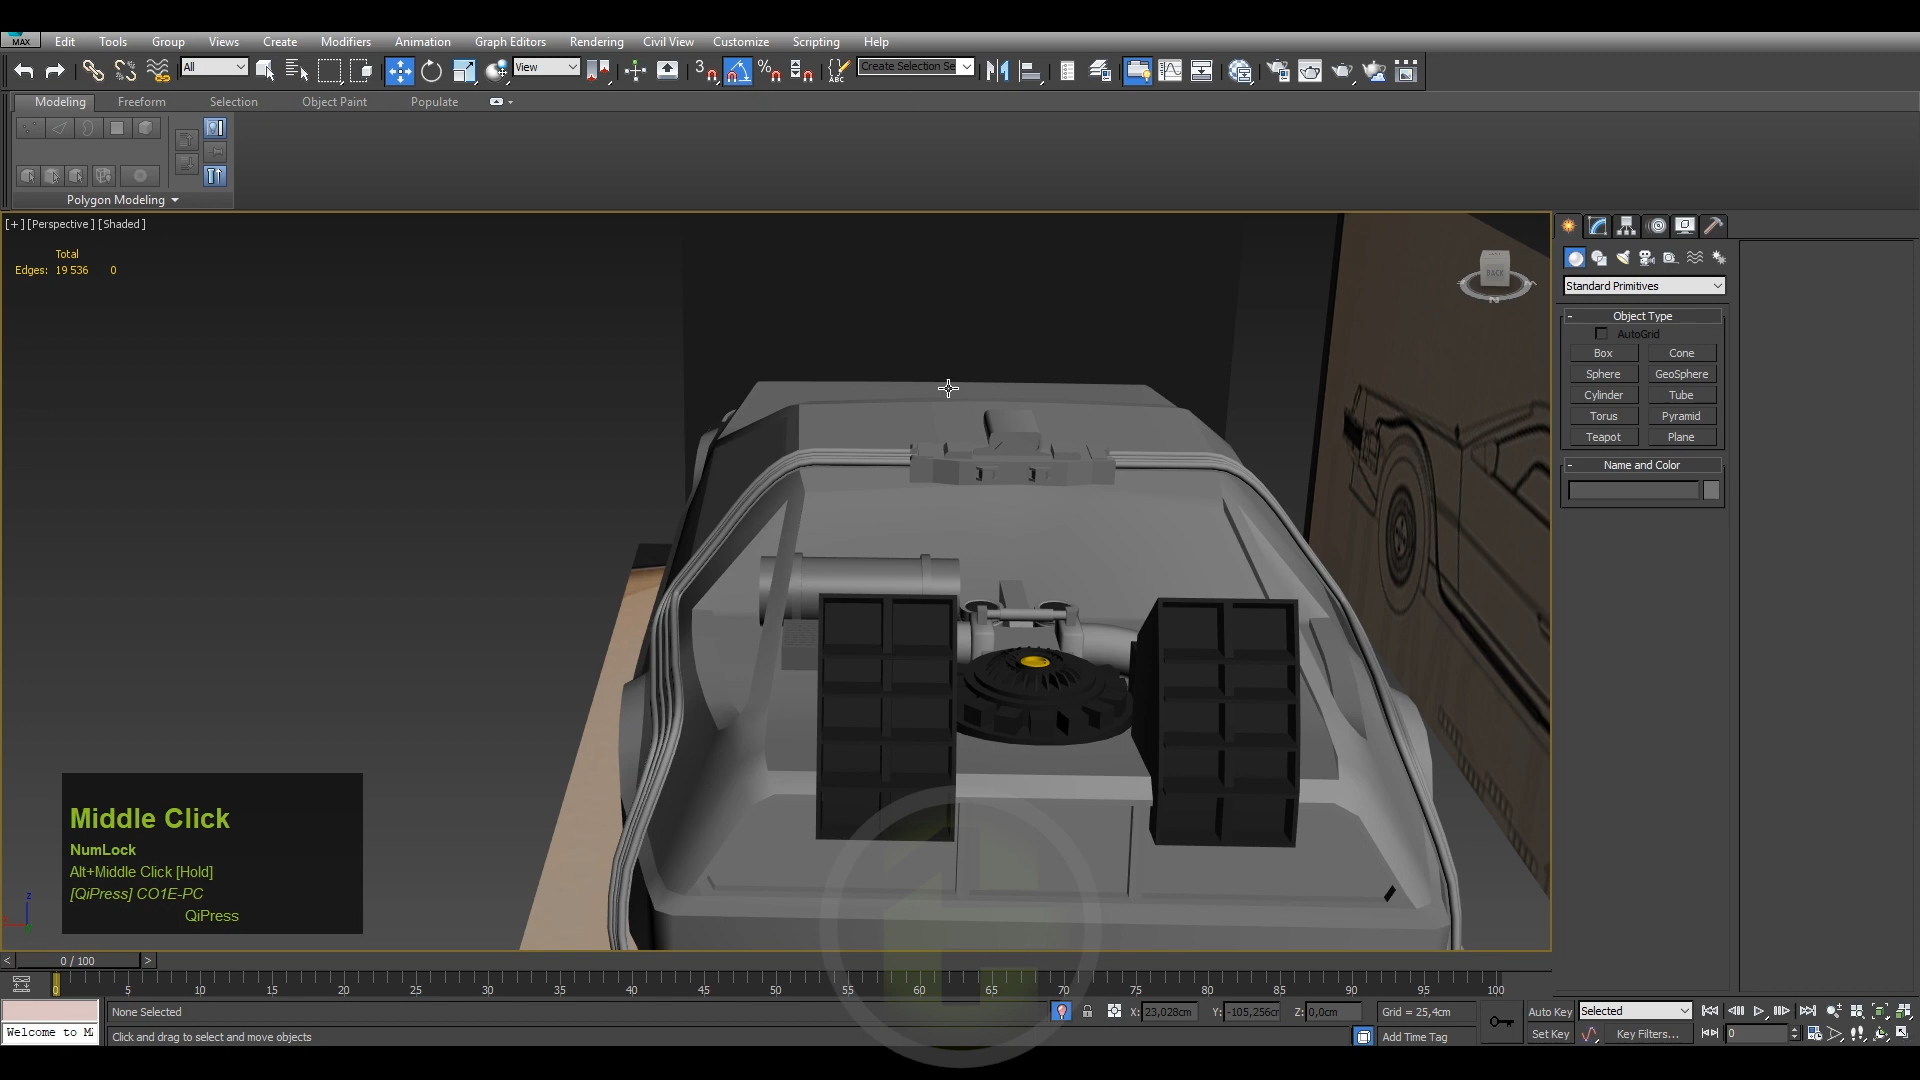 MAX
Edit Tools Group Views Create Modifiers Animation Graph Editors Rendering Civil View Customize Scripting Help
All
View
3
%
ABC
Create Selection Se
Modeling Freeform Selection Object Paint Populate
Polygon Modeling
[+] [Perspective] [Shaded]
Total
Edges: 19 536 0
BACK
N
Standard Primitives
- Object Type
AutoGrid
Box Cone
Sphere GeoSphere
Cylinder Tube
Torus Pyramid
Teapot Plane
- Name and Color
Middle Click
NumLock
Alt+Middle Click [Hold]
[QiPress] CO1E-PC
QiPress
z
< 0 / 100 >
0 5 10 15 20 25 30 35 40 45 50 55 60 65 70 75 80 85 90 95 100
None Selected
X: 23,028cm Y: -105,256cr Z: 0,0cm Grid = 25,4cm
Auto Key Selected
Welcome to M
Click and drag to select and move objects
Add Time Tag
Set Key Key Filters... 0